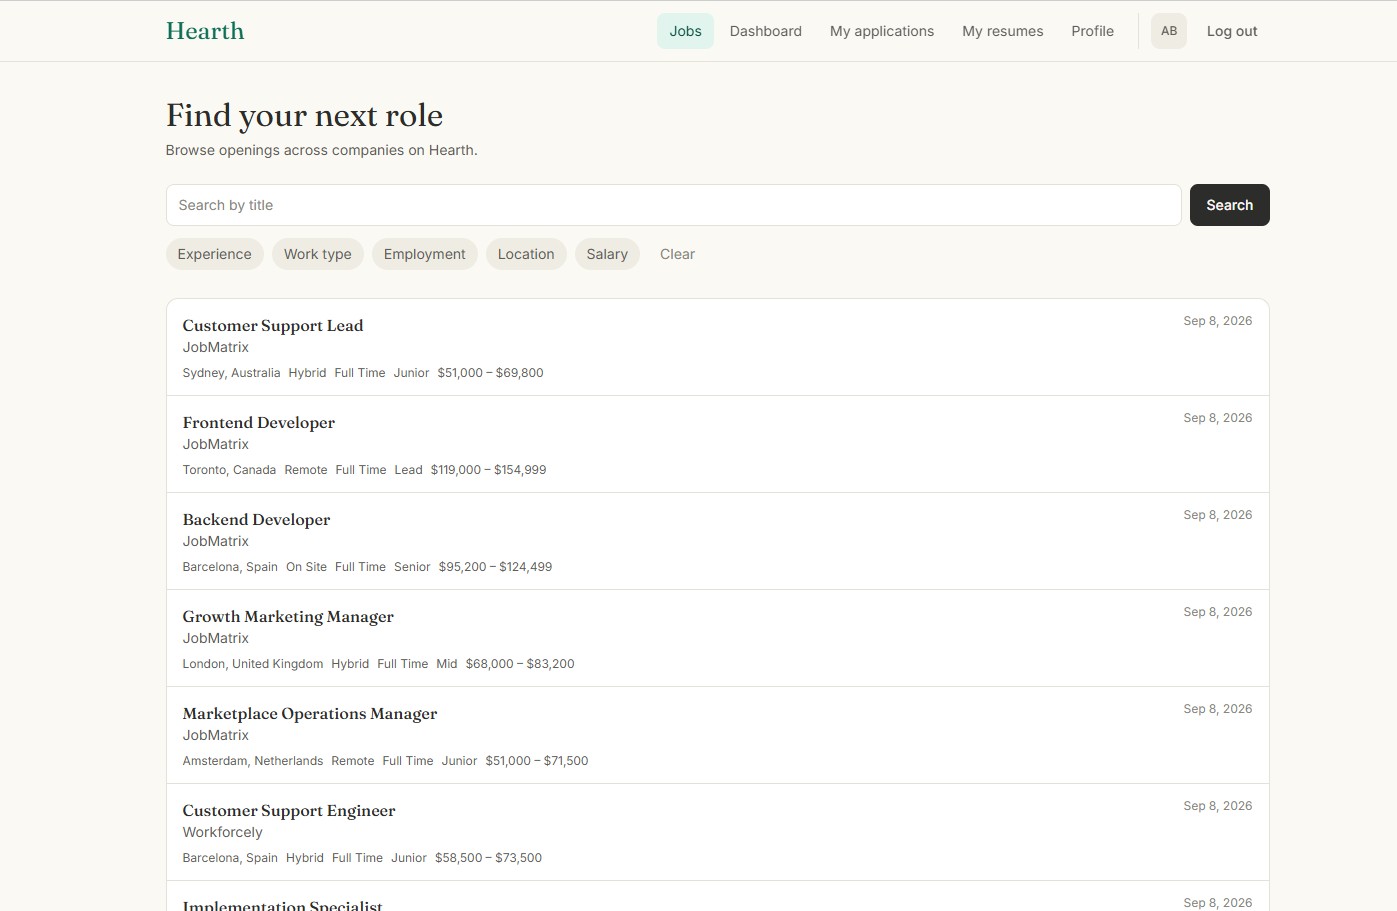 Hearth
Jobs Dashboard My applications My resumes Profile AB Log out
Find your next role
Browse openings across companies on Hearth.
Search by title
Search
Experience Work type Employment Location Salary Clear
Customer Support Lead
Sep 8, 2026
JobMatrix
Sydney, Australia Hybrid Full Time Junior $51,000 – $69,800
Frontend Developer
Sep 8, 2026
JobMatrix
Toronto, Canada Remote Full Time Lead $119,000 – $154,999
Backend Developer
Sep 8, 2026
JobMatrix
Barcelona, Spain On Site Full Time Senior $95,200 – $124,499
Growth Marketing Manager
Sep 8, 2026
JobMatrix
London, United Kingdom Hybrid Full Time Mid $68,000 – $83,200
Marketplace Operations Manager
Sep 8, 2026
JobMatrix
Amsterdam, Netherlands Remote Full Time Junior $51,000 – $71,500
Customer Support Engineer
Sep 8, 2026
Workforcely
Barcelona, Spain Hybrid Full Time Junior $58,500 – $73,500
Implementation Specialist
Sep 8, 2026